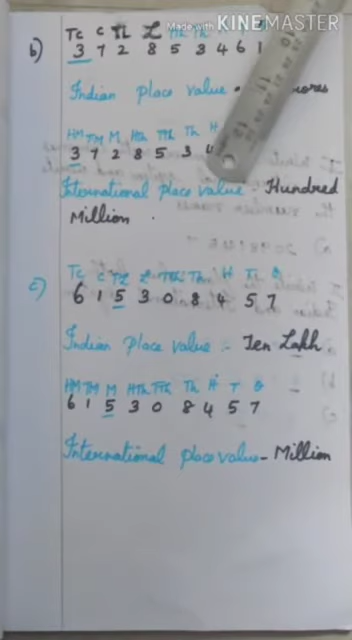 Made with KINEMASTER
b) TC C TL L TTh Th
3 7 2 8 5 3 4 6 1
Indian place value
HM TM M HTh TTh Th H
3 7 2 8 5 3 4
International place value - Hundred
Million .
c) TC C TL L TTh Th H T O
6 1 5 3 0 8 4 5 7
Indian place value :- Ten Lakh
HM TM M HTh TTh Th H T O
6 1 5 3 0 8 4 5 7
International place value - Million